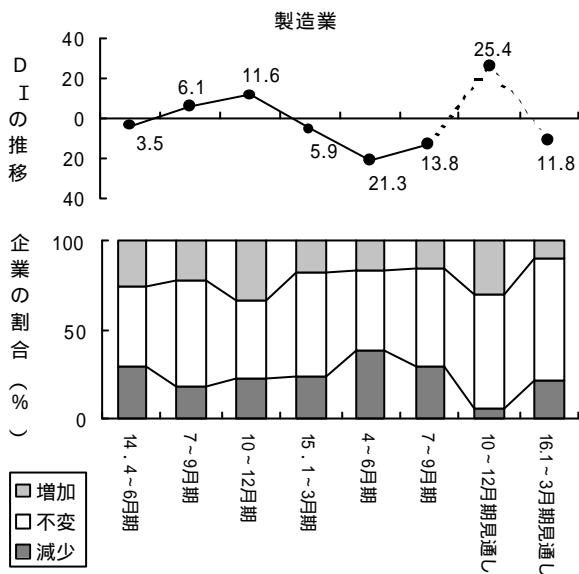 製造業
DIの推移
40
20
0
20
40
3.5
6.1
11.6
5.9
21.3
13.8
25.4
11.8
企業の割合(%)
100
50
0
14.4~6月期
7~9月期
10~12月期
15.1~3月期
4~6月期
7~9月期
10~12月期見通し
16.1~3月期見通し
増加
不変
減少